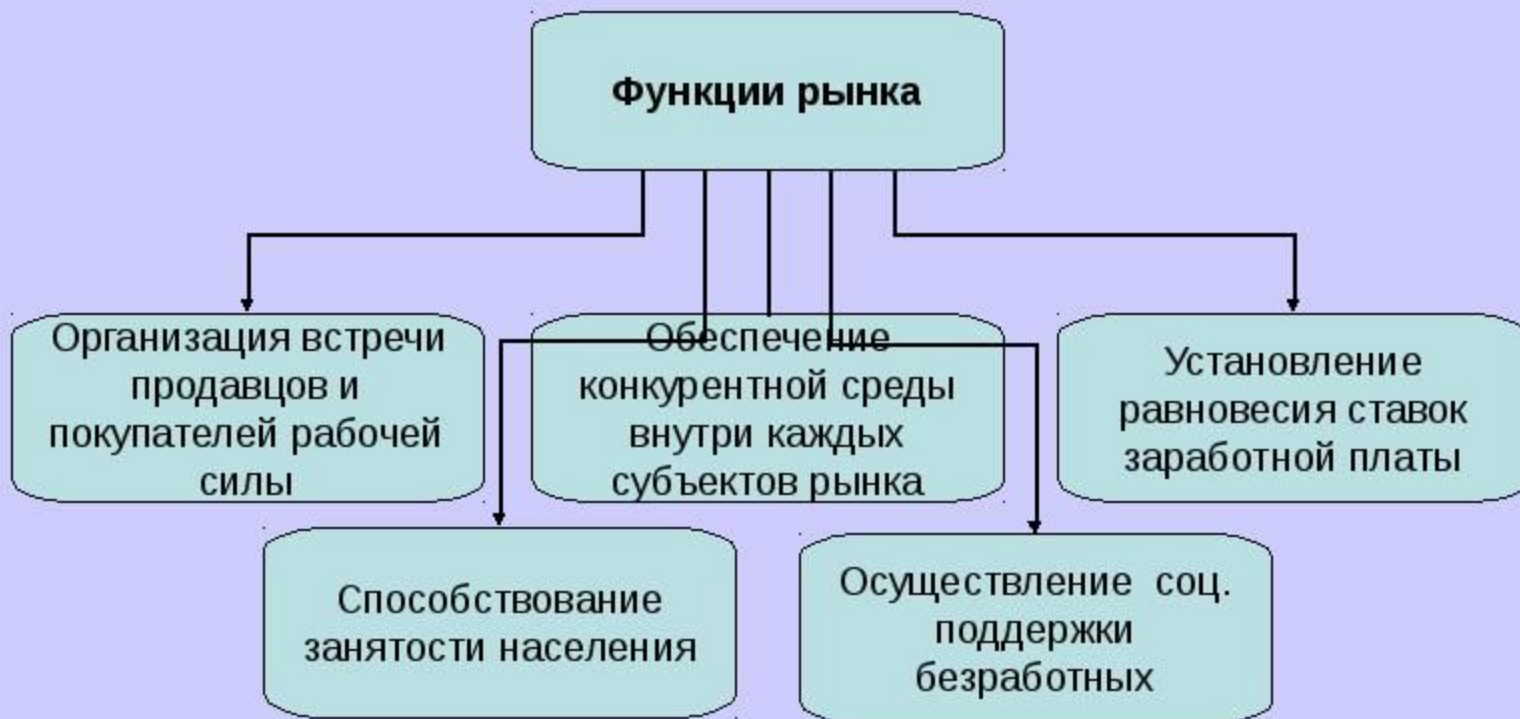 Функции рынка
Организация встречи
продавцов и
покупателей рабочей
силы
Обеспечение
конкурентной среды
внутри каждых
субъектов рынка
Установление
равновесия ставок
заработной платы
Способствование
занятости населения
Осуществление соц.
поддержки
безработных